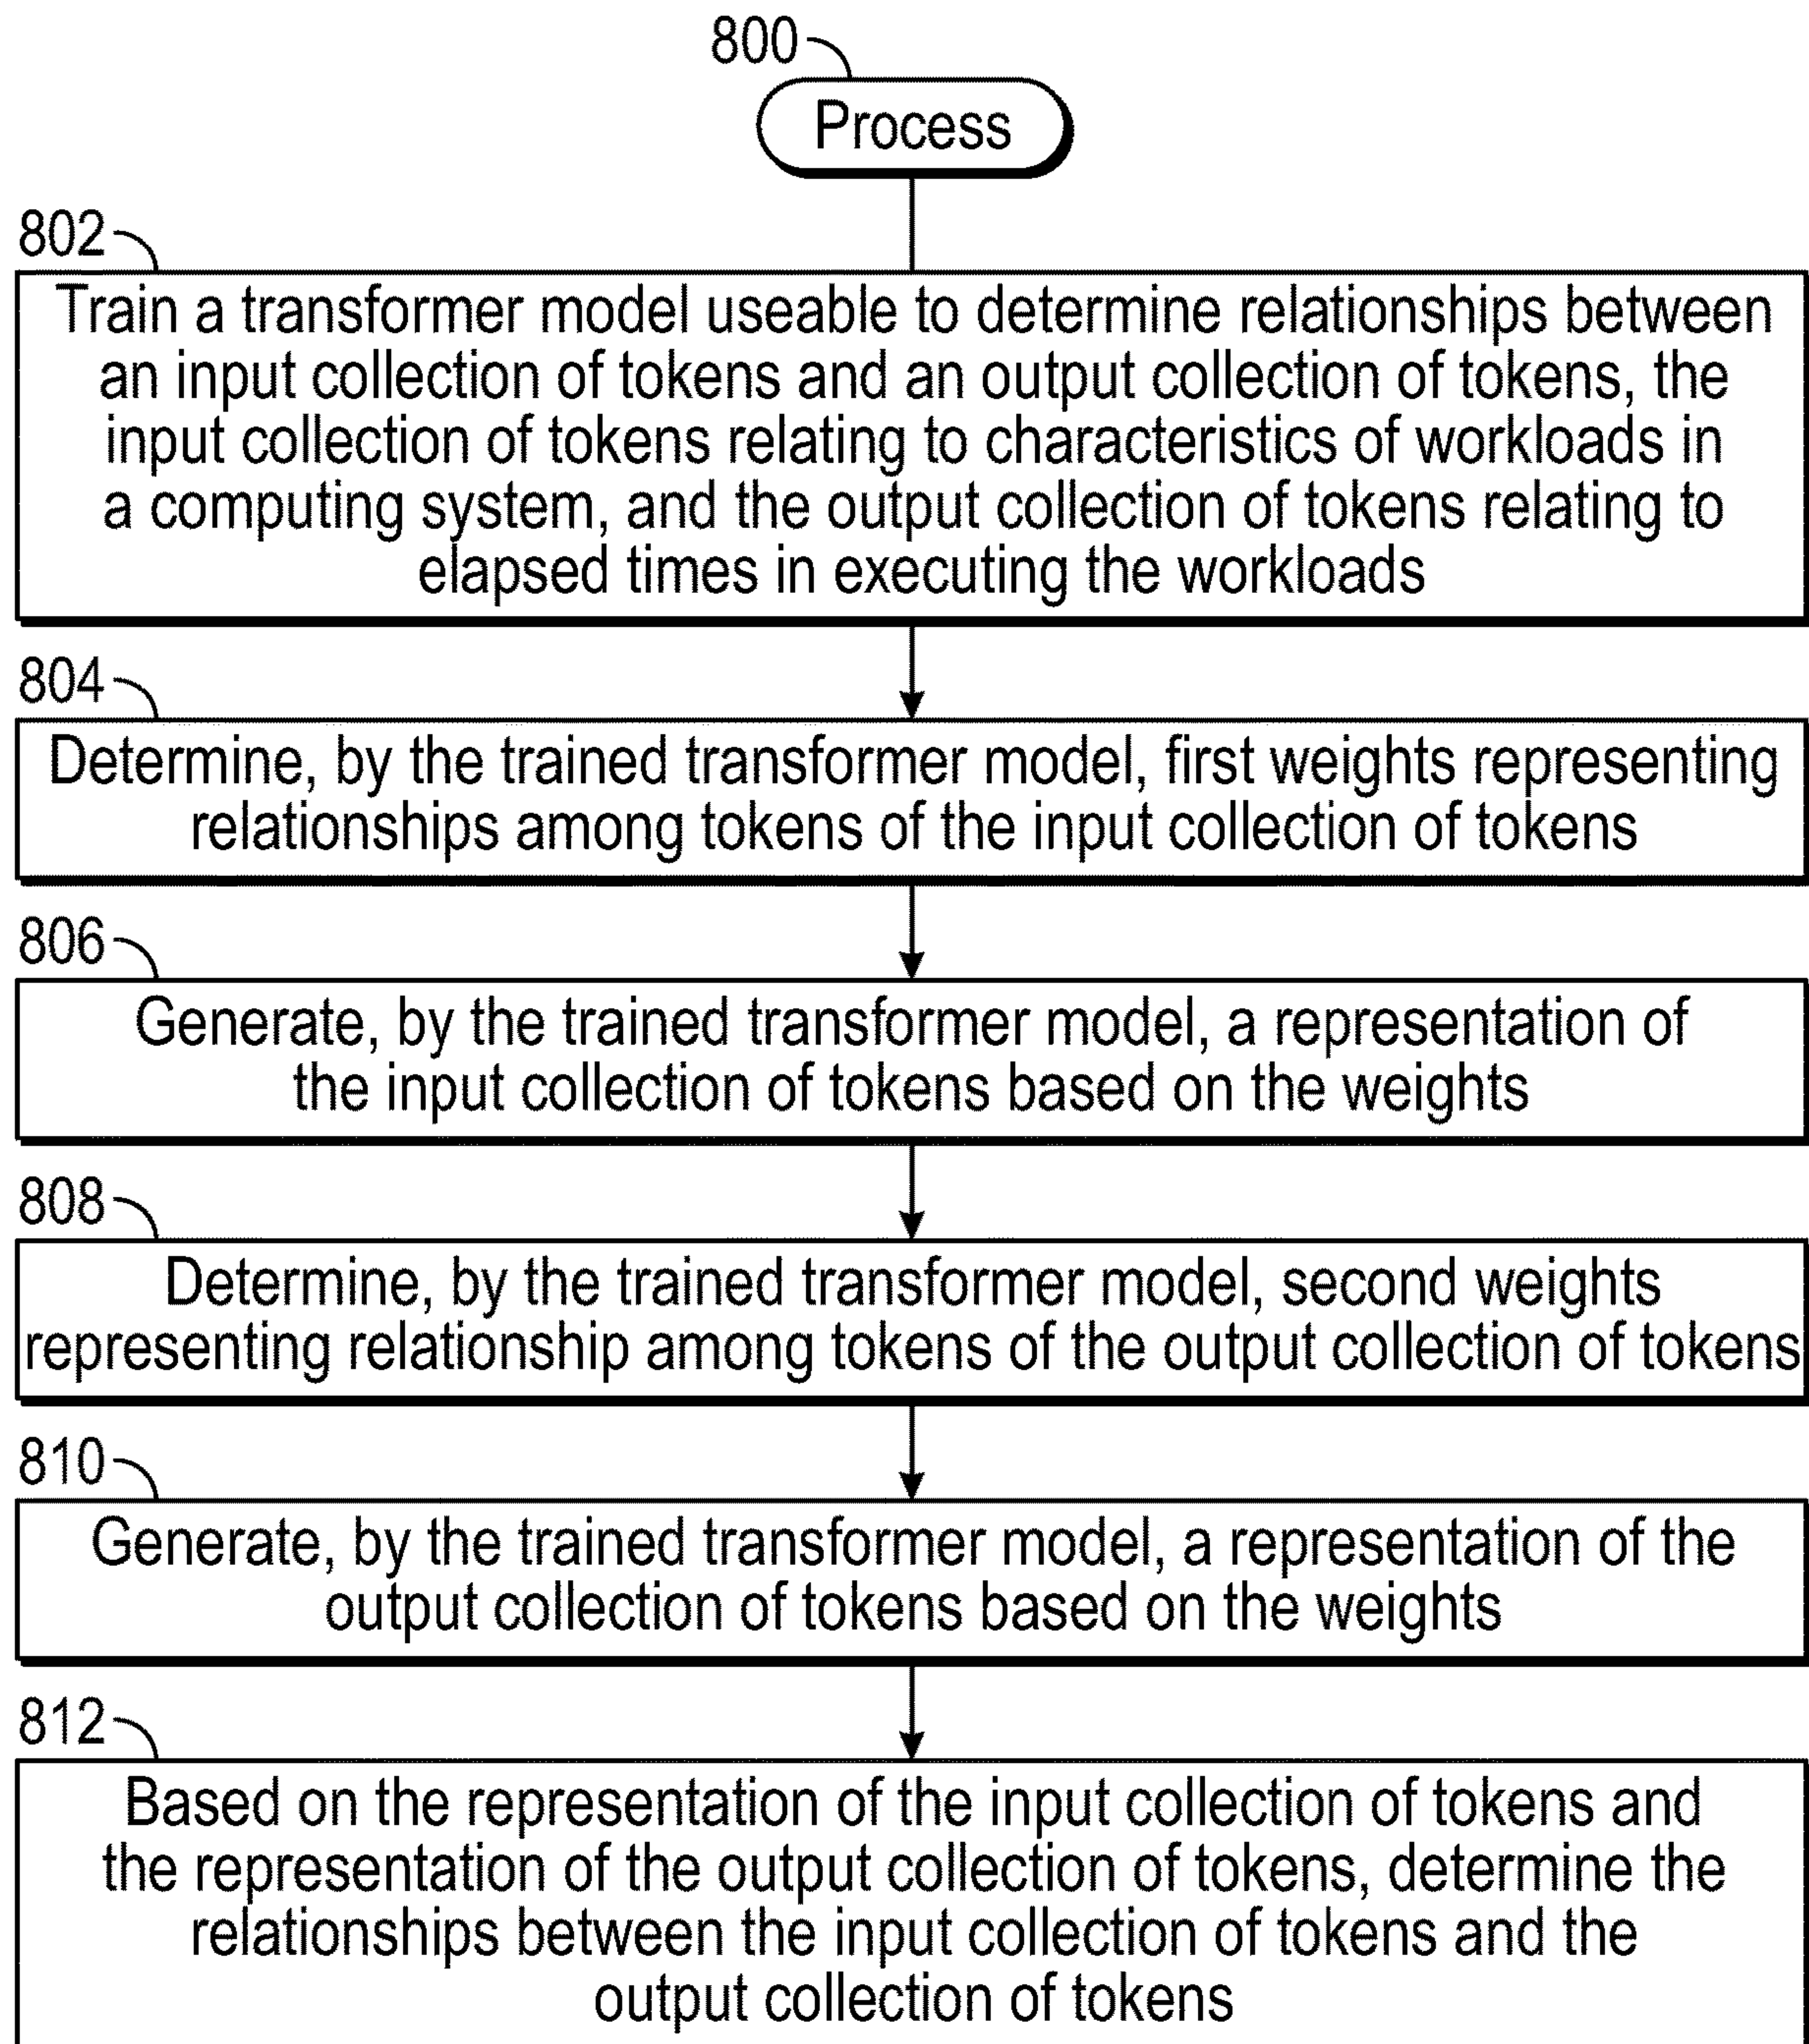 800
Process
802
Train a transformer model useable to determine relationships between
an input collection of tokens and an output collection of tokens, the
input collection of tokens relating to characteristics of workloads in
a computing system, and the output collection of tokens relating to
elapsed times in executing the workloads
804
Determine, by the trained transformer model, first weights representing
relationships among tokens of the input collection of tokens
806
Generate, by the trained transformer model, a representation of
the input collection of tokens based on the weights
808
Determine, by the trained transformer model, second weights
representing relationship among tokens of the output collection of tokens
810
Generate, by the trained transformer model, a representation of the
output collection of tokens based on the weights
812
Based on the representation of the input collection of tokens and
the representation of the output collection of tokens, determine the
relationships between the input collection of tokens and the
output collection of tokens